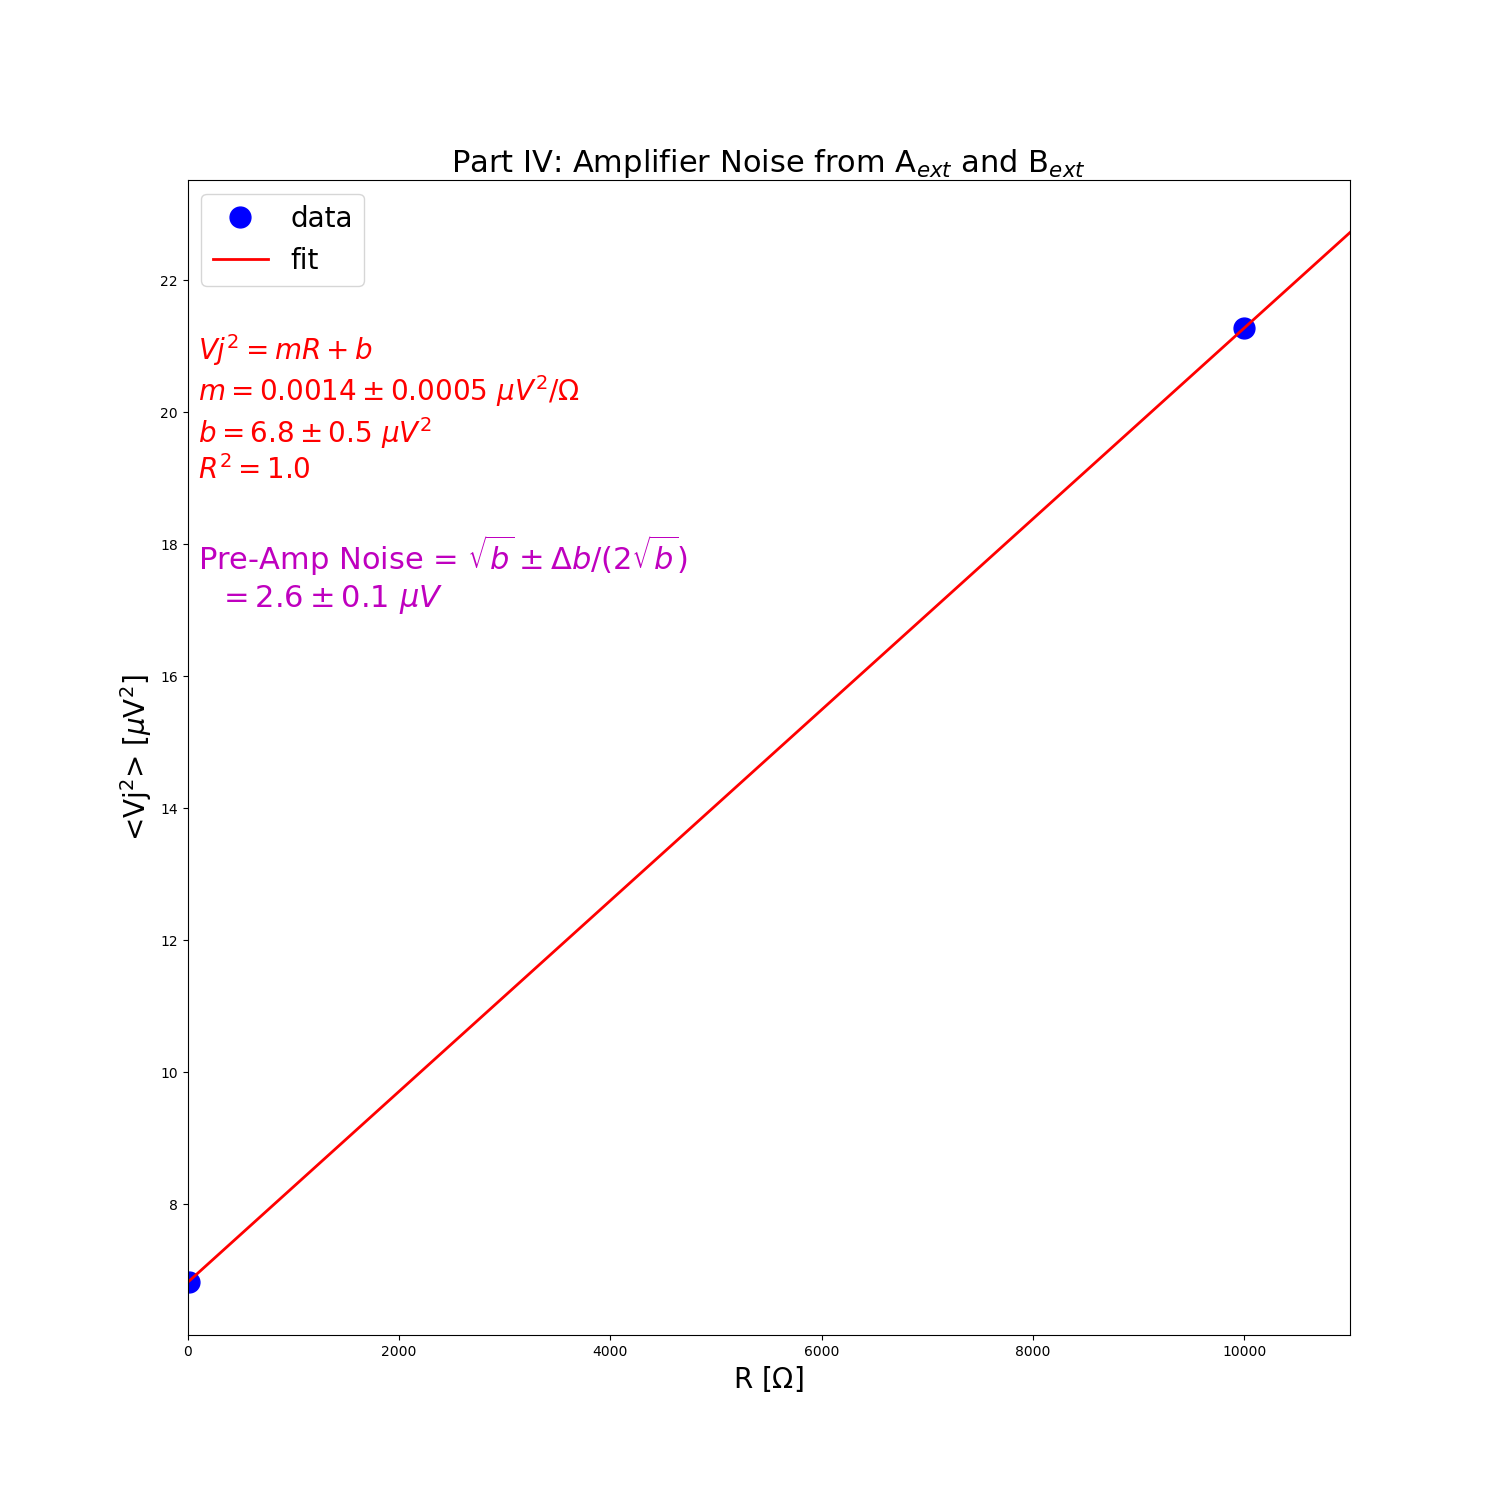 Part IV: Amplifier Noise from A_ext and B_ext
data
fit
Vj² = mR + b
m = 0.0014 ± 0.0005 μV²/Ω
b = 6.8 ± 0.5 μV²
R² = 1.0
Pre-Amp Noise = √b ± Δb/(2√b)
= 2.6 ± 0.1 μV
<Vj²> [μV²]
22
20
18
16
14
12
10
8
0 2000 4000 6000 8000 10000
R [Ω]